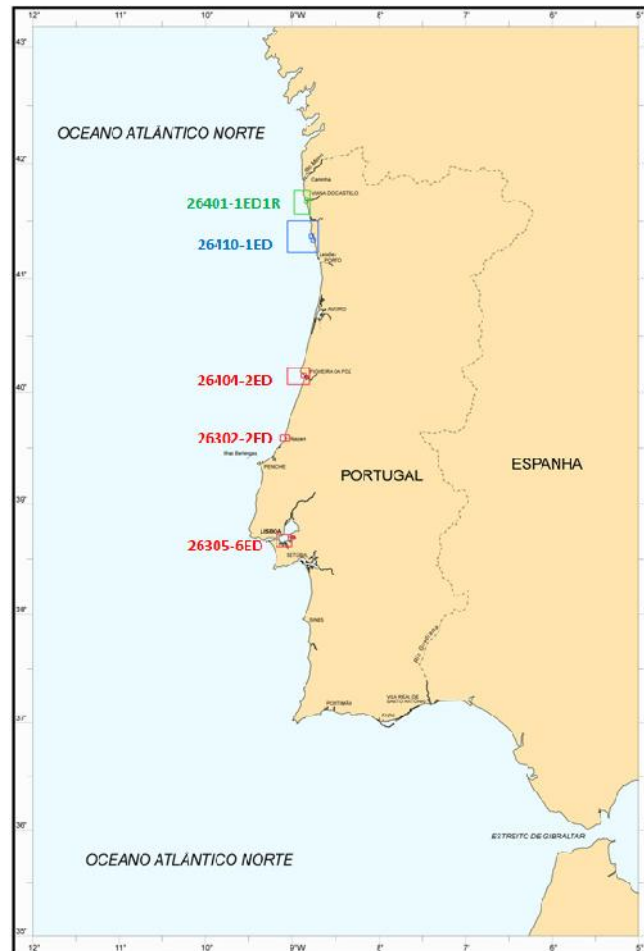 12° 11° 10° 9°W 8° 7° 6° 5°
43°
OCEANO ATLÂNTICO NORTE
42°
Rio Minho
Caminha
VIANA DO CASTELO
26401-1ED1R
26410-1ED
Leixões
PORTO
41°
AVEIRO
26404-2ED
FIGUEIRA DA FOZ
40°
26302-2ED
Nazaré
Ilhas Berlengas
PENCHE
PORTUGAL
ESPANHA
39°
LISBOA
26305-6ED
SETÚBAL
38°
SINES
Rio Guadiana
VILA REAL DE
SANTO ANTÓNIO
PORTIMÃO
FARO
37°
36°
ESTREITO DE GIBRALTAR
OCEANO ATLÂNTICO NORTE
35°
12° 11° 10° 9°W 8° 7° 6° 5°